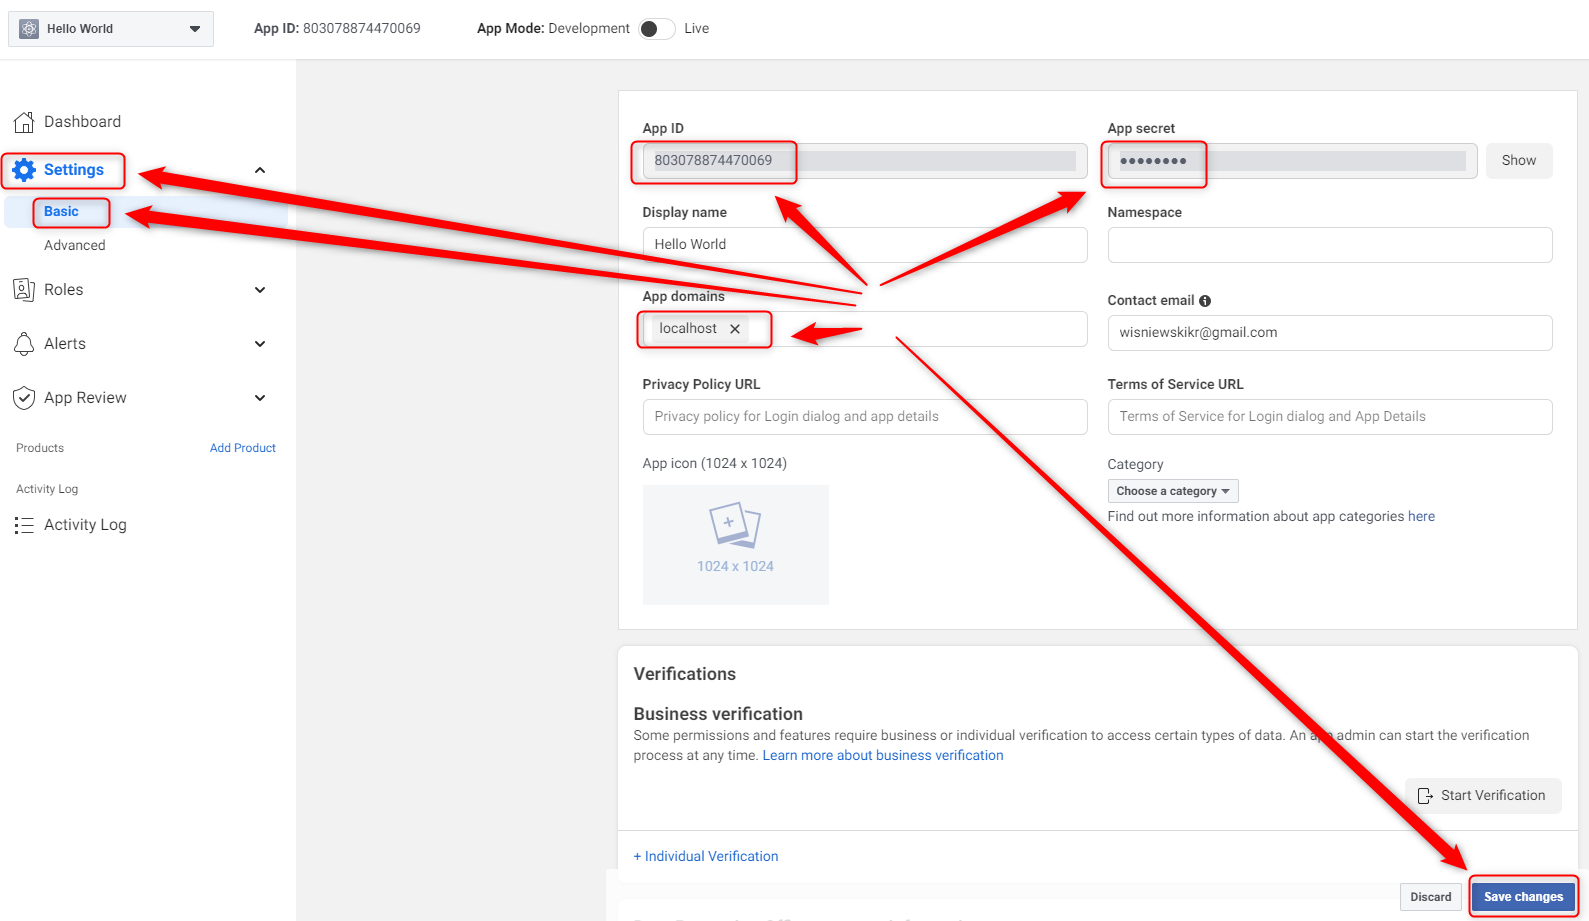 Hello World
App ID: 803078874470069
App Mode: Development Live
Dashboard
Settings
Basic
Advanced
Roles
Alerts
App Review
Products Add Product
Activity Log
Activity Log
App ID
803078874470069
App secret
●●●●●●●●
Show
Display name
Hello World
Namespace
App domains
localhost ✕
Contact email
wisniewskikr@gmail.com
Privacy Policy URL
Privacy policy for Login dialog and app details
Terms of Service URL
Terms of Service for Login dialog and App Details
App icon (1024 x 1024)
1024 x 1024
Category
Choose a category
Find out more information about app categories here
Verifications
Business verification
Some permissions and features require business or individual verification to access certain types of data. An app admin can start the verification
process at any time. Learn more about business verification
Start Verification
+ Individual Verification
Discard
Save changes